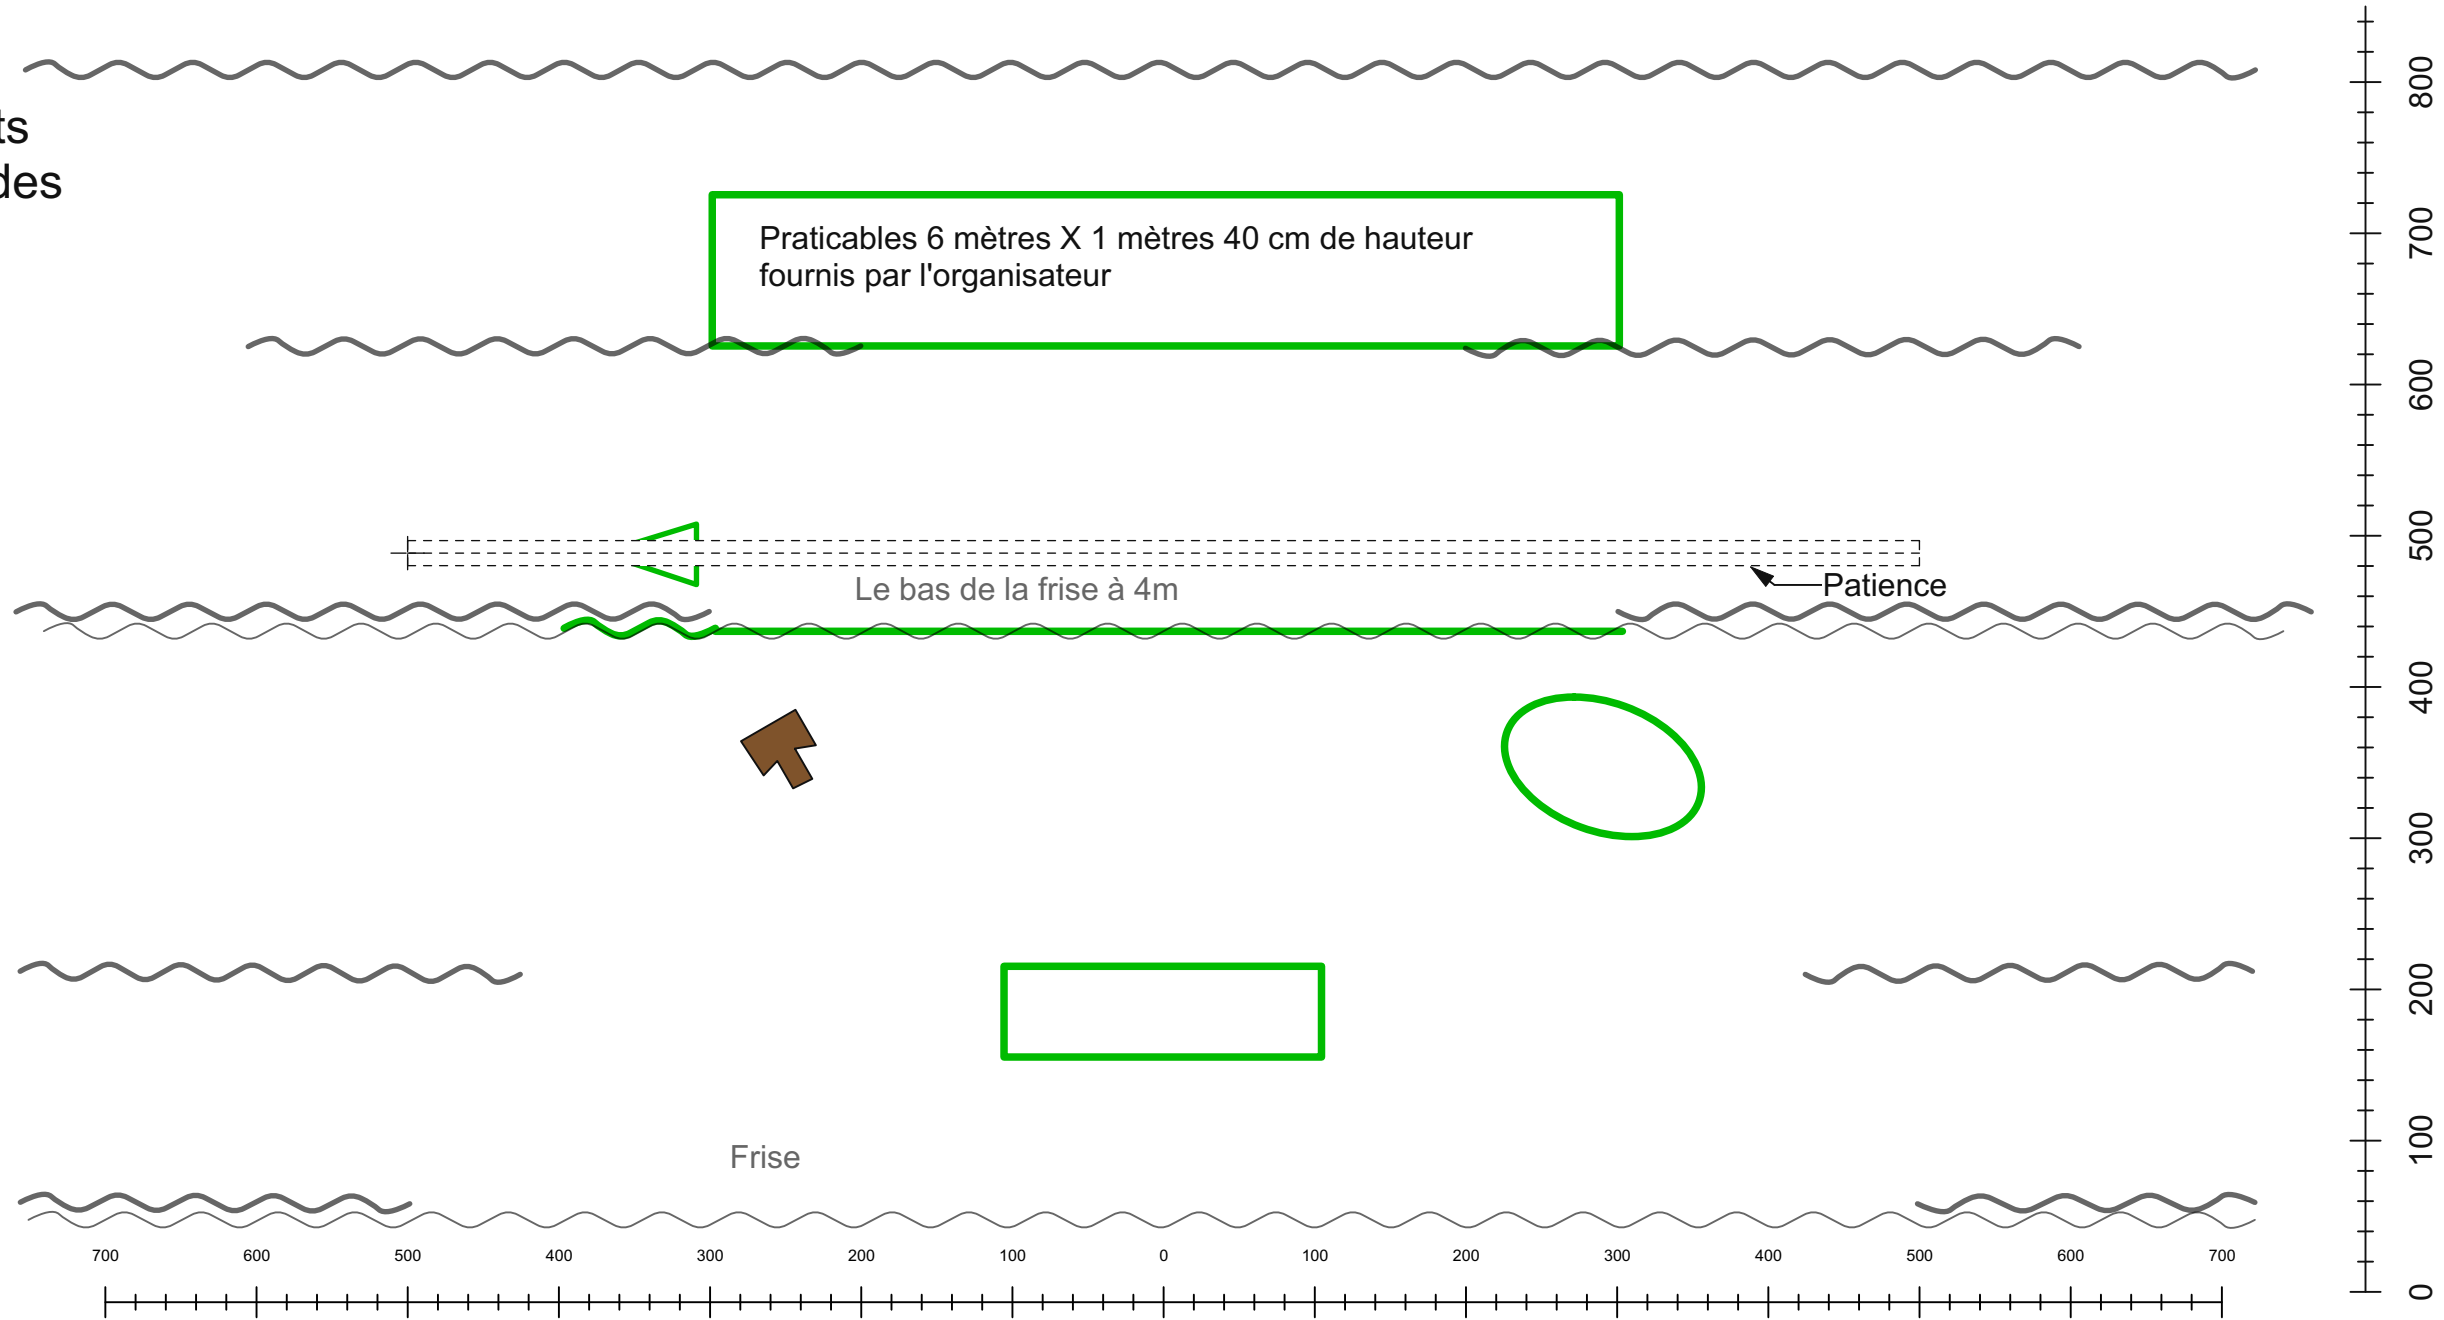 800
Praticables 6 mètres X 1 mètres 40 cm de hauteur
fournis par l'organisateur
700
600
500
Le bas de la frise à 4m
Patience
400
300
200
100
Frise
0
700 600 500 400 300 200 100 0 100 200 300 400 500 600 700